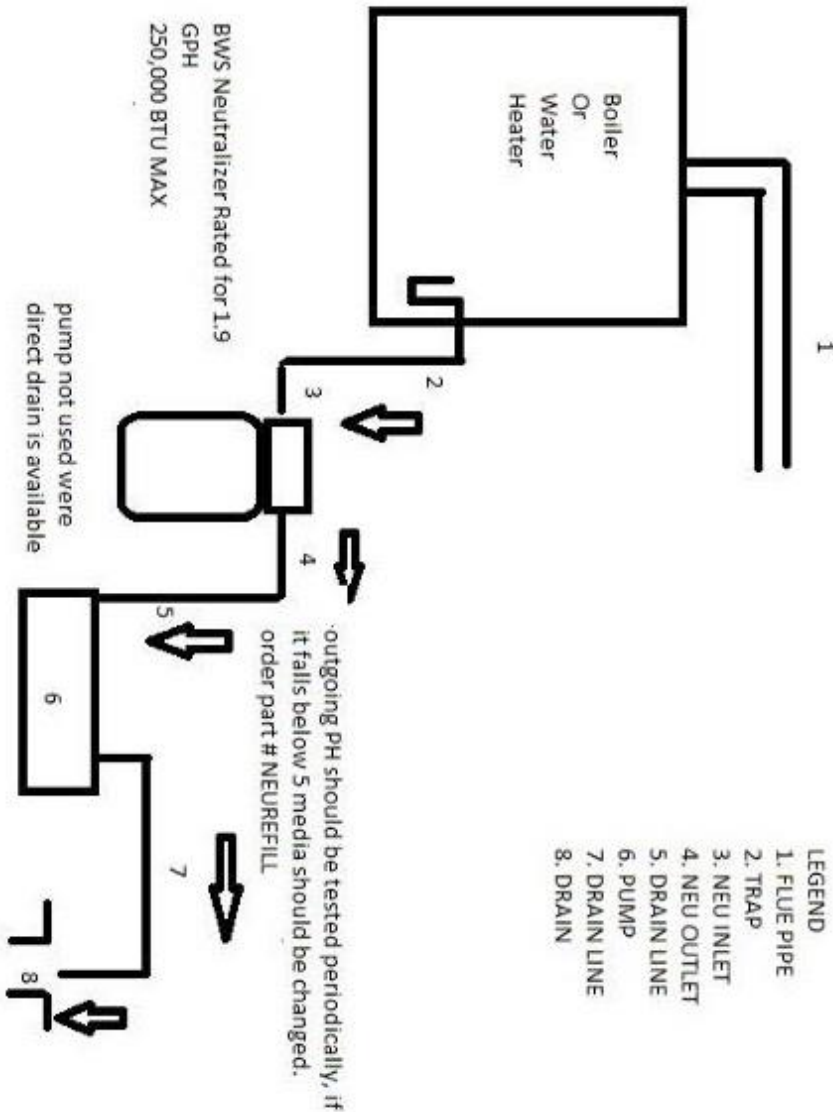 1
Boiler
Or
Water
Heater
2
3
BWS Neutralizer Rated for 1.9
GPH
250,000 BTU MAX
4
pump not used were
direct drain is available
5
6
outgoing PH should be tested periodically, if
it falls below 5 media should be changed.
order part # NEUREFILL
7
8
LEGEND
1. FLUE PIPE
2. TRAP
3. NEU INLET
4. NEU OUTLET
5. DRAIN LINE
6. PUMP
7. DRAIN LINE
8. DRAIN